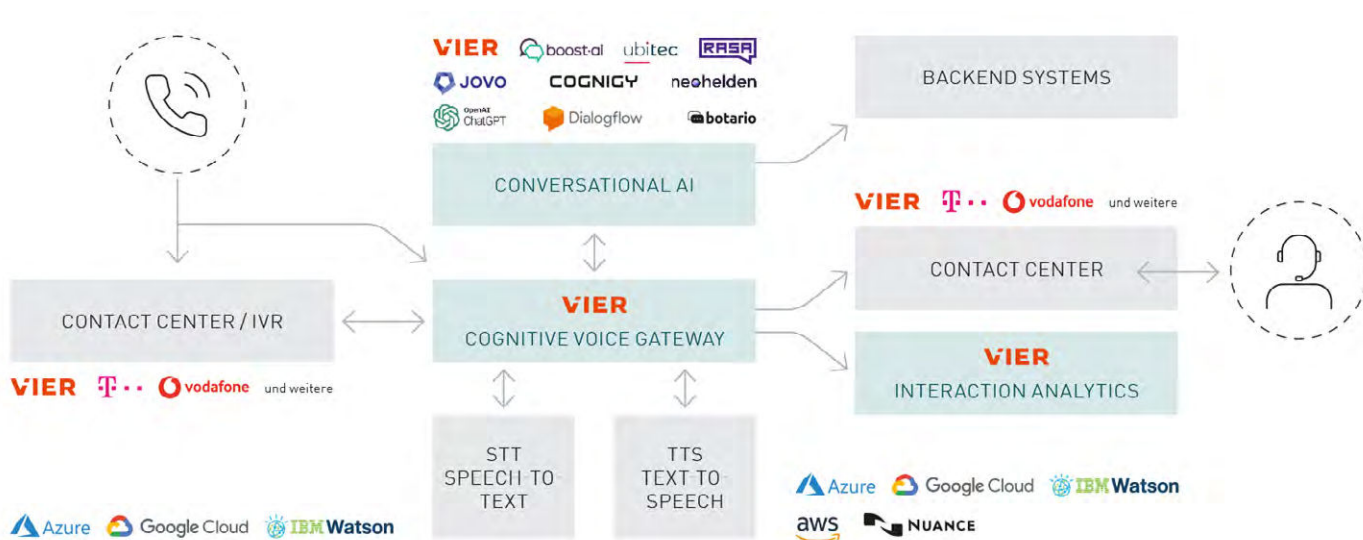 VIER boost.ai ubitec RASA
JOVO COGNIGY neohelden
OpenAI
ChatGPT Dialogflow botario
CONVERSATIONAL AI
BACKEND SYSTEMS
VIER T vodafone und weitere
CONTACT CENTER
CONTACT CENTER / IVR
VIER T vodafone und weitere
VIER
COGNITIVE VOICE GATEWAY
VIER
INTERACTION ANALYTICS
STT
SPEECH-TO-
TEXT
TTS
TEXT-TO-
SPEECH
Azure Google Cloud IBM Watson
Azure Google Cloud IBM Watson
aws NUANCE